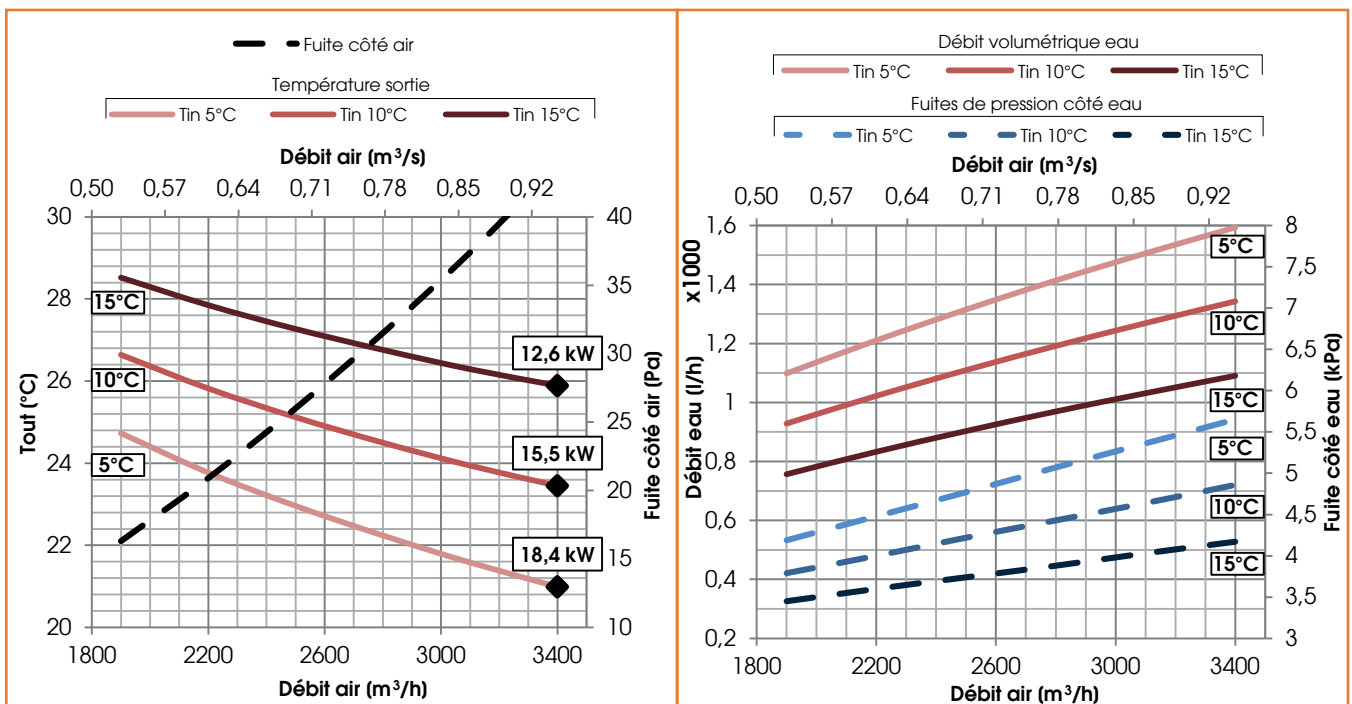 Fuite côté air
Température sortie
Tin 5°C Tin 10°C Tin 15°C
Débit air (m³/s)
0,50 0,57 0,64 0,71 0,78 0,85 0,92
30
28
26
24
22
20
Tout (°C)
15°C
10°C
5°C
12,6 kW
15,5 kW
18,4 kW
40
35
30
25
20
15
10
Fuite côté air (Pa)
1800 2200 2600 3000 3400
Débit air (m³/h)
Débit volumétrique eau
Tin 5°C Tin 10°C Tin 15°C
Fuites de pression côté eau
Tin 5°C Tin 10°C Tin 15°C
Débit air (m³/s)
0,50 0,57 0,64 0,71 0,78 0,85 0,92
x1000
1,6
1,4
1,2
1
0,8
0,6
0,4
0,2
Débit eau (l/h)
5°C
10°C
15°C
5°C
10°C
15°C
8
7,5
7
6,5
6
5,5
5
4,5
4
3,5
3
Fuite côté eau (kPa)
1800 2200 2600 3000 3400
Débit air (m³/h)